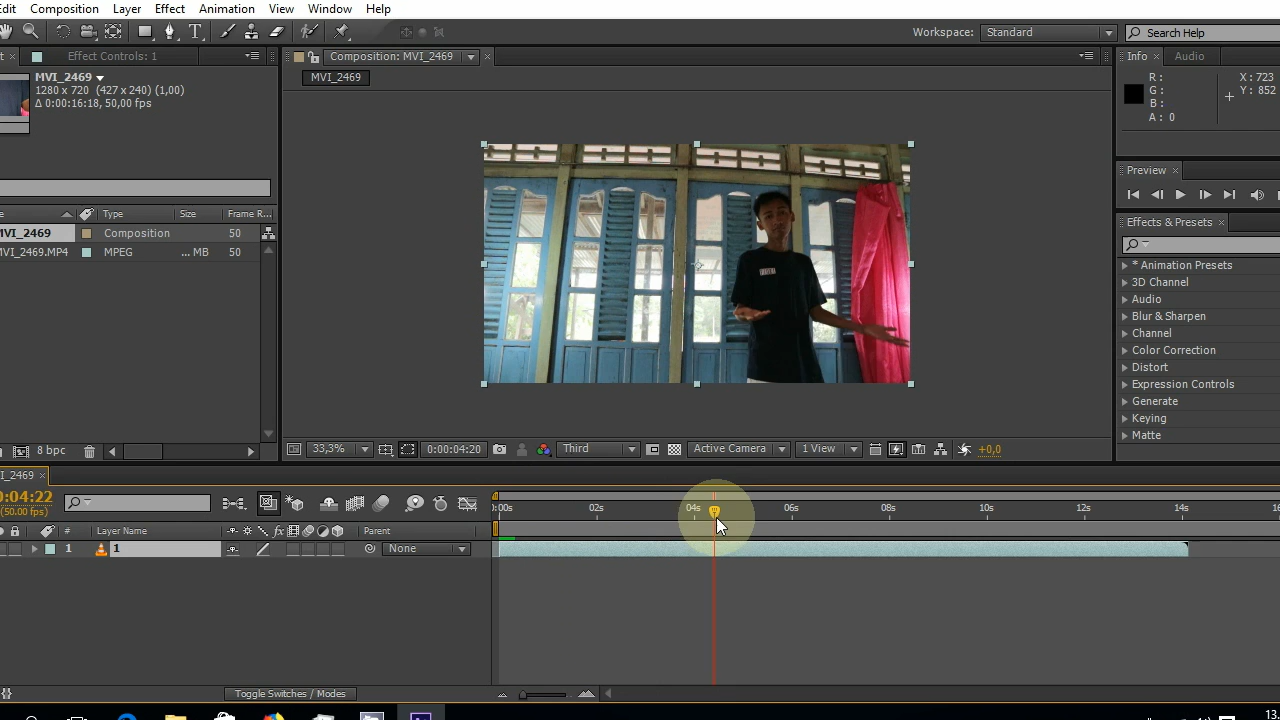 Edit Composition Layer Effect Animation View Window Help
Workspace: Standard Search Help
Effect Controls: 1
Composition: MVI_2469
Info Audio
MVI_2469
1280 x 720 (427 x 240) (1,00)
Δ 0:00:16:18, 50,00 fps
MVI_2469
R :
G :
B :
A : 0
X : 723
Y : 852
Preview
Effects & Presets
Type Size Frame R...
MVI_2469 Composition 50
MVI_2469.MP4 MPEG ... MB 50
* Animation Presets
3D Channel
Audio
Blur & Sharpen
Channel
Color Correction
Distort
Expression Controls
Generate
Keying
Matte
8 bpc
33,3% 0:00:04:20 Third Active Camera 1 View +0,0
I_2469
0:04:22
(50.00 fps)
:00s 02s 04s 06s 08s 10s 12s 14s 16
# Layer Name Parent
1 1 None
Toggle Switches / Modes
13.